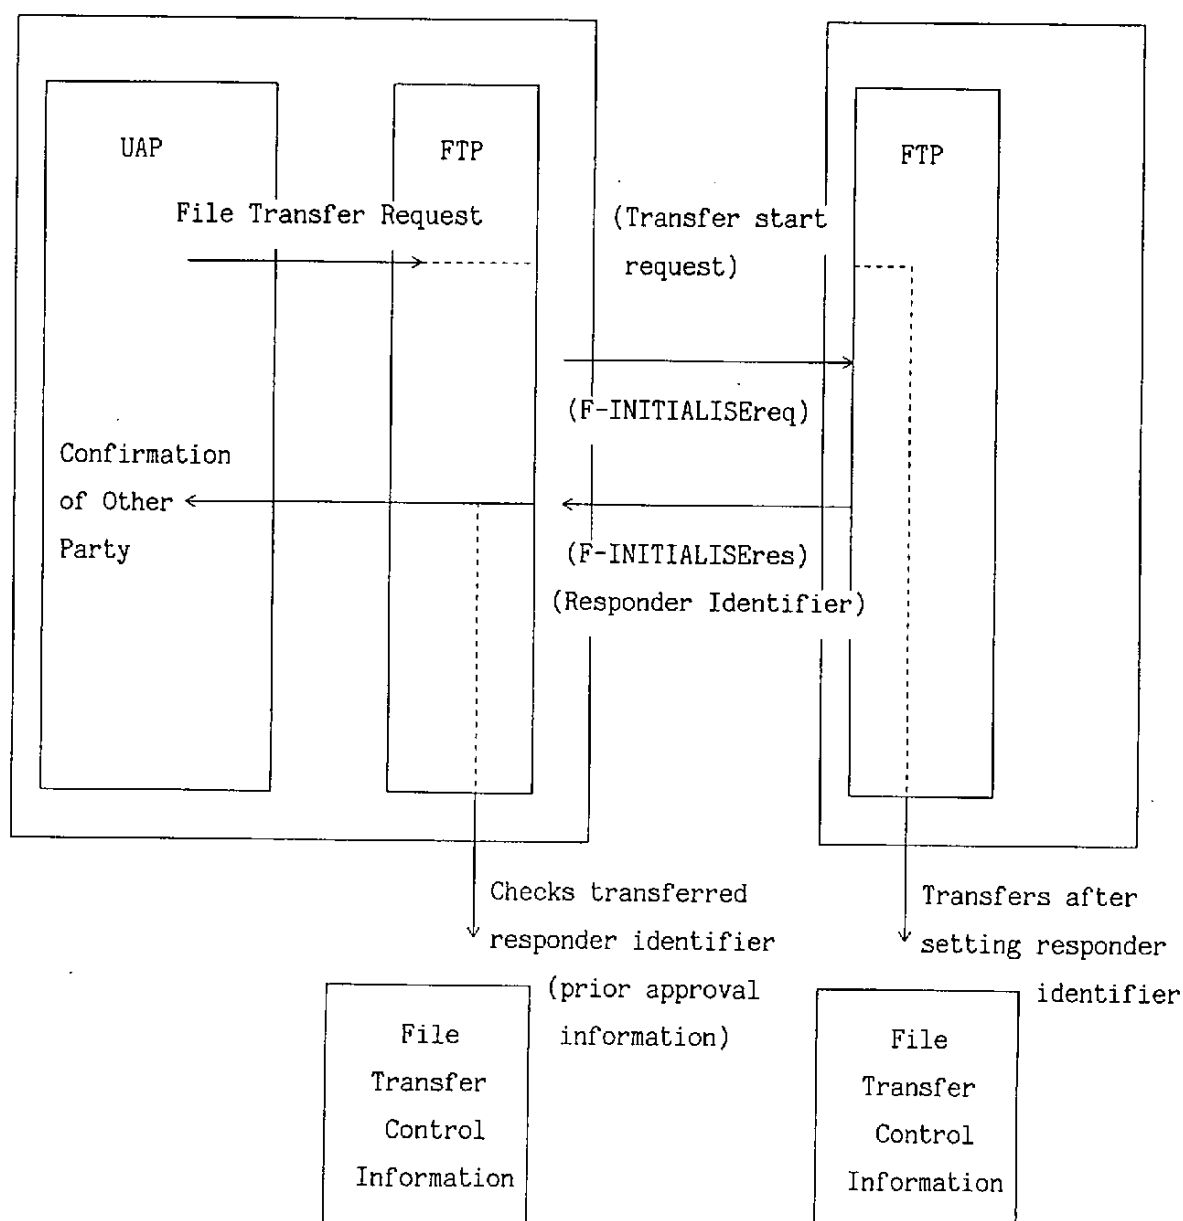 UAP
FTP
FTP
File Transfer Request
(Transfer start
request)
(F-INITIALISEreq)
Confirmation
of Other
Party
(F-INITIALISEres)
(Responder Identifier)
Checks transferred
responder identifier
(prior approval
information)
Transfers after
setting responder
identifier
File
Transfer
Control
Information
File
Transfer
Control
Information